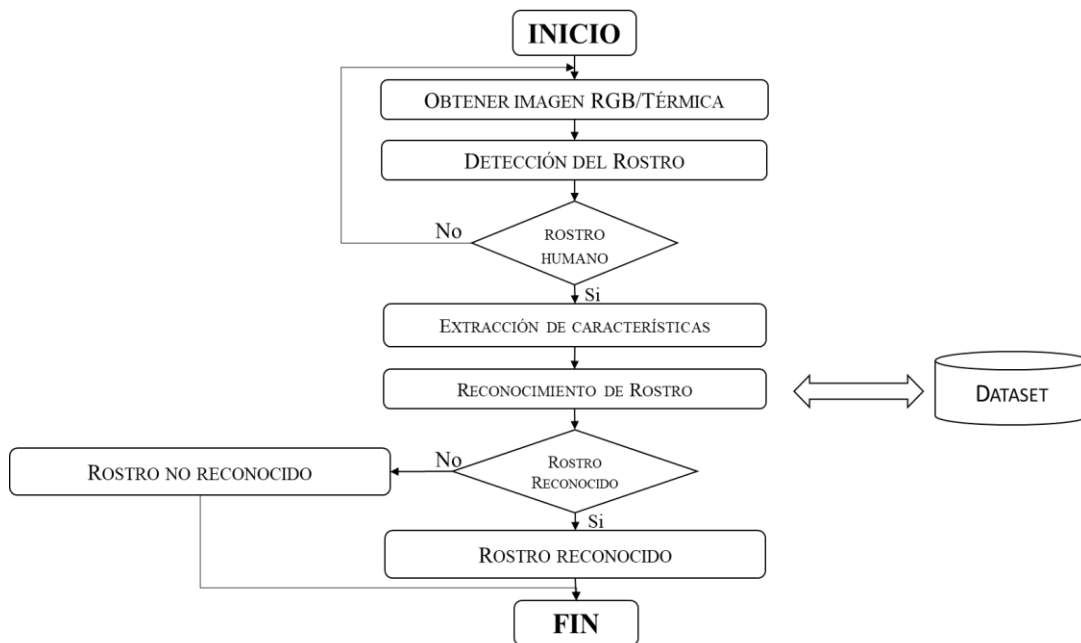 INICIO
OBTENER IMAGEN RGB/TÉRMICA
DETECCIÓN DEL ROSTRO
No
ROSTRO
HUMANO
Si
EXTRACCIÓN DE CARACTERÍSTICAS
RECONOCIMIENTO DE ROSTRO
DATASET
No
ROSTRO
RECONOCIDO
ROSTRO NO RECONOCIDO
Si
ROSTRO RECONOCIDO
FIN